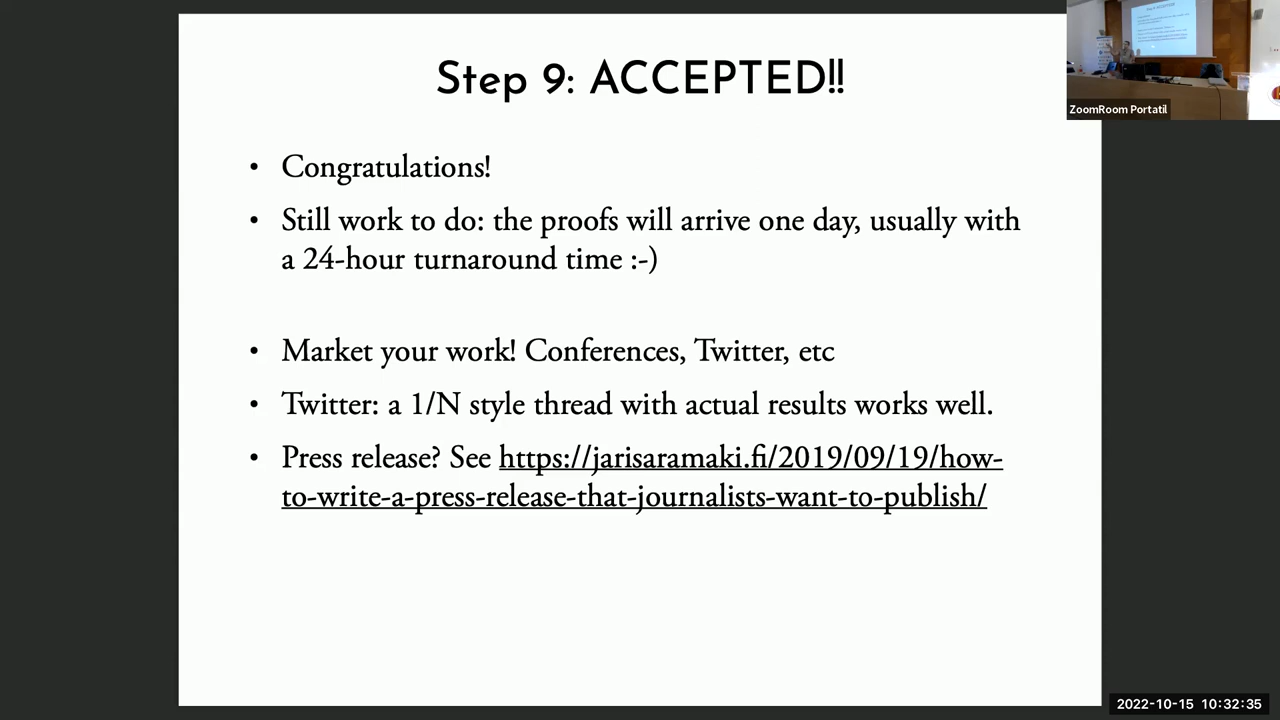 Step 9: ACCEPTED!!
• Congratulations!
• Still work to do: the proofs will arrive one day, usually with
a 24-hour turnaround time :-)
• Market your work! Conferences, Twitter, etc
• Twitter: a 1/N style thread with actual results works well.
• Press release? See https://jarisaramaki.fi/2019/09/19/how-
to-write-a-press-release-that-journalists-want-to-publish/
ZoomRoom Portatil
2022-10-15 10:32:35